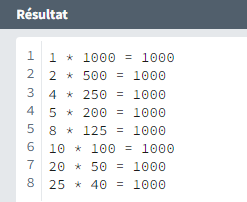 Résultat
1 1 * 1000 = 1000
2 2 * 500 = 1000
3 4 * 250 = 1000
4 5 * 200 = 1000
5 8 * 125 = 1000
6 10 * 100 = 1000
7 20 * 50 = 1000
8 25 * 40 = 1000